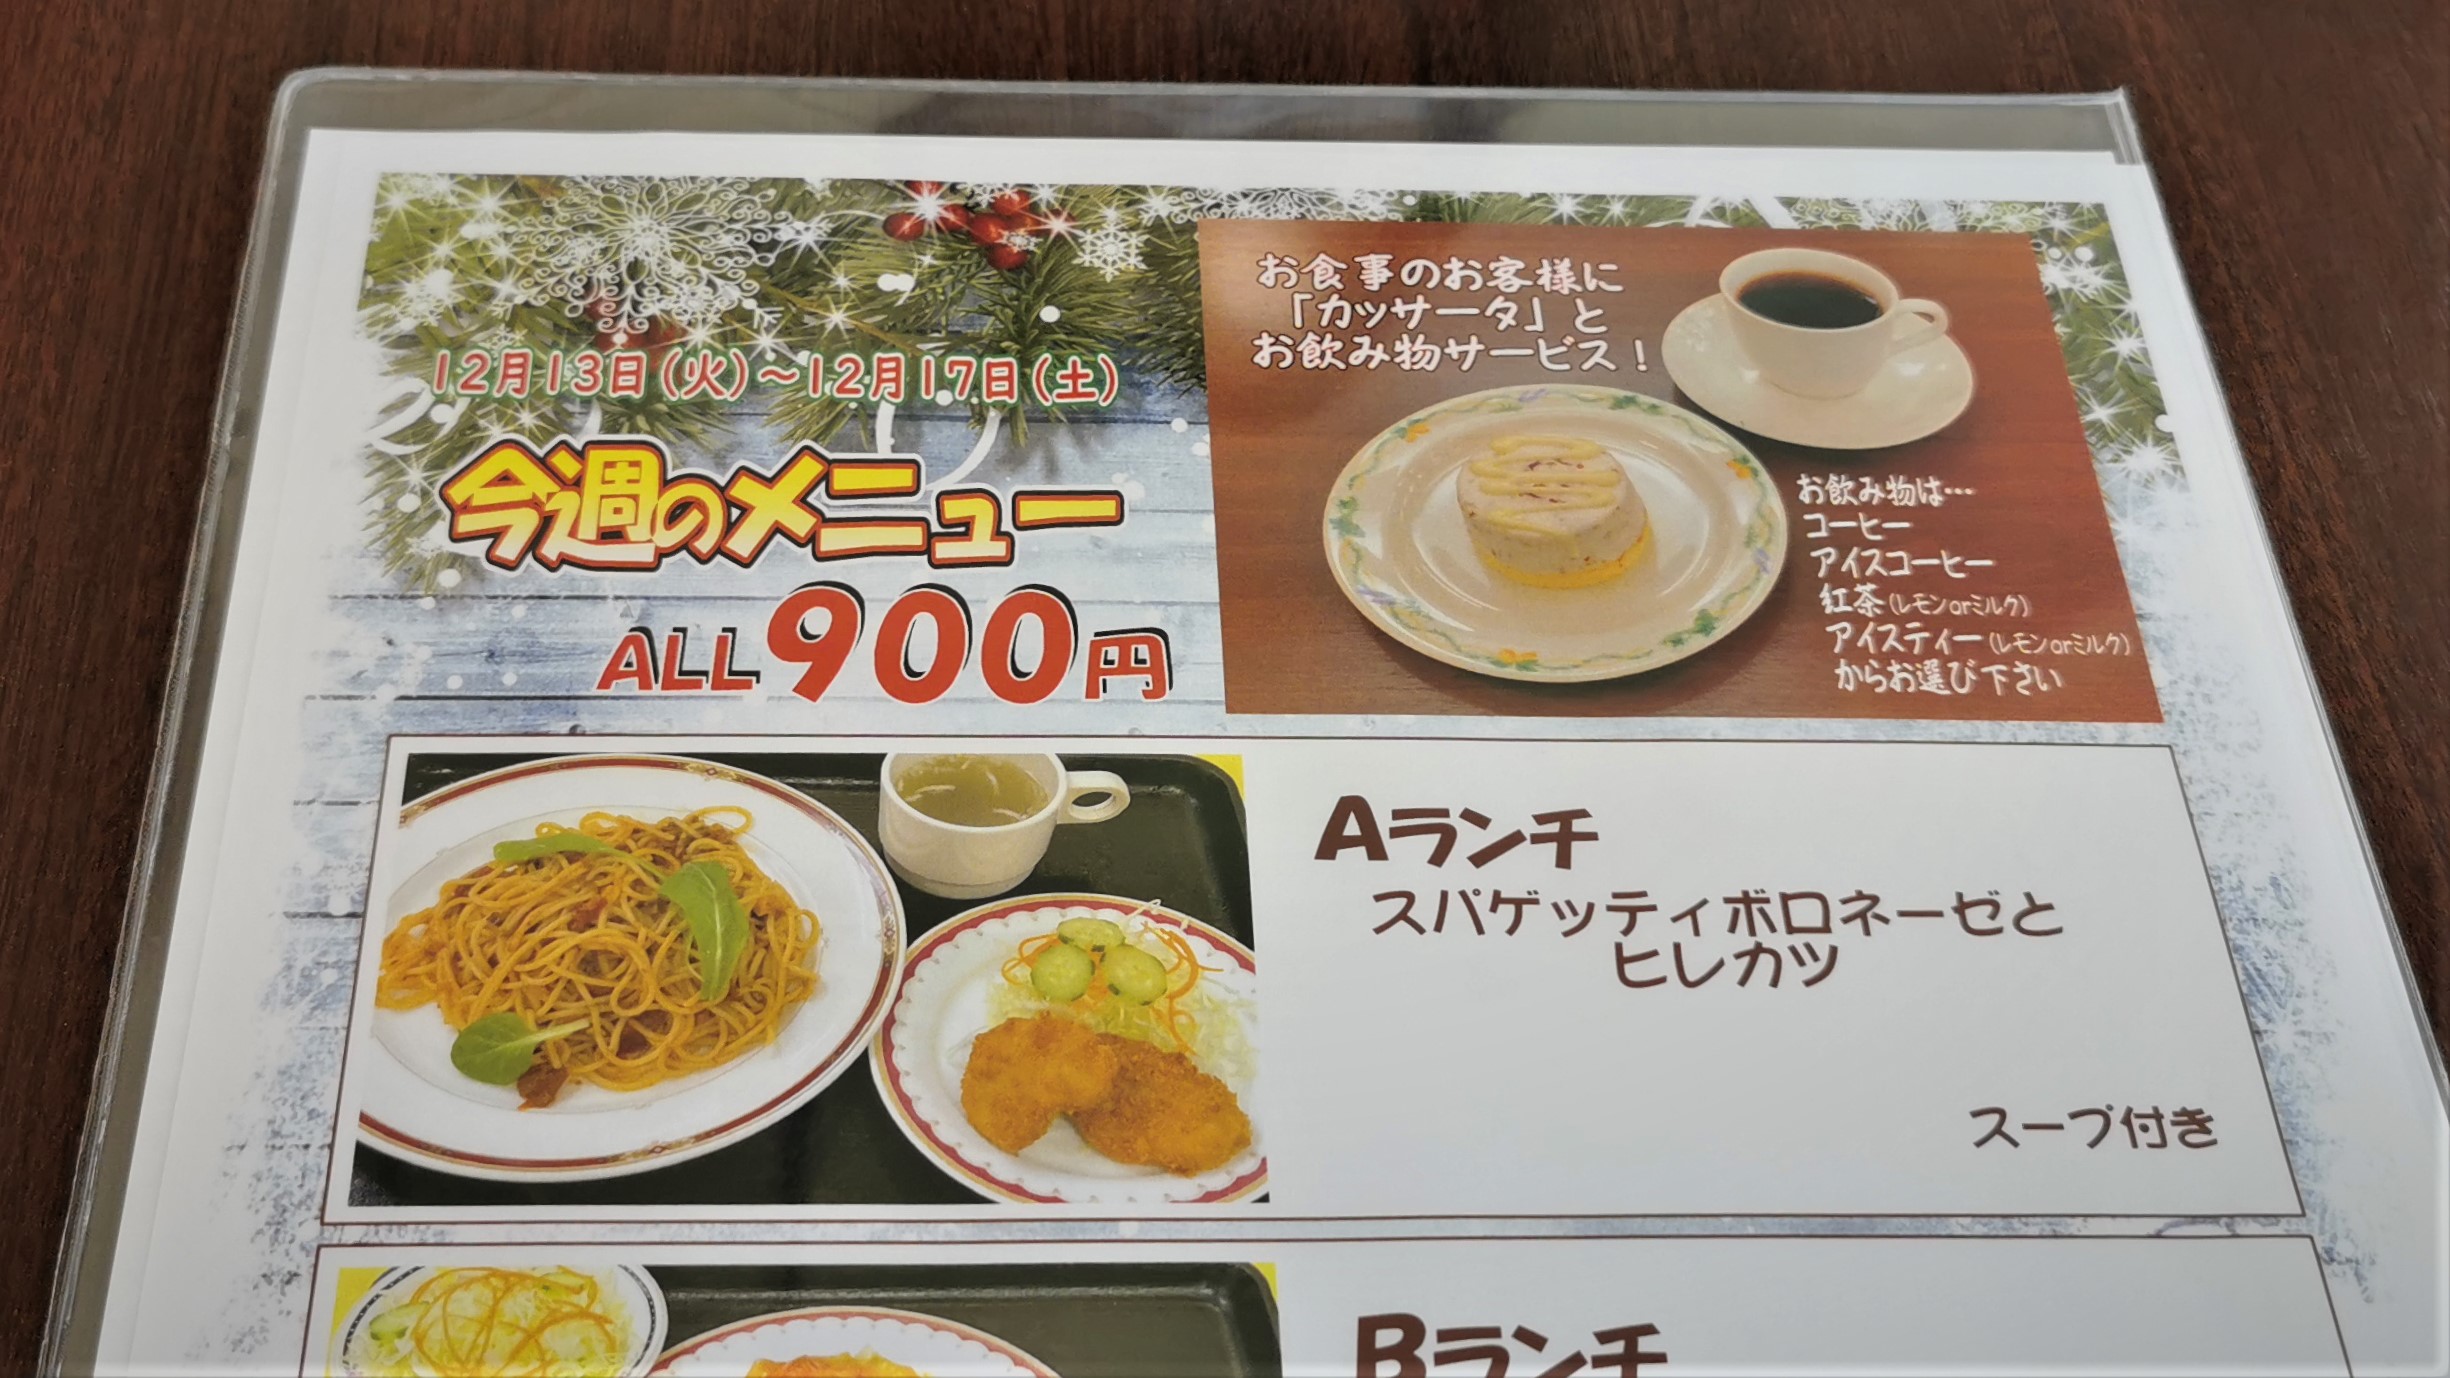 12月13日(火)～12月17日(土)
今週のメニュー
ALL900円
お食事のお客様に
「カッサータ」と
お飲み物サービス！
お飲み物は…
コーヒー
アイスコーヒー
紅茶(レモンorミルク)
アイスティー(レモンorミルク)
からお選び下さい
Aランチ
スパゲッティボロネーゼと
ヒレカツ
スープ付き
Bランチ